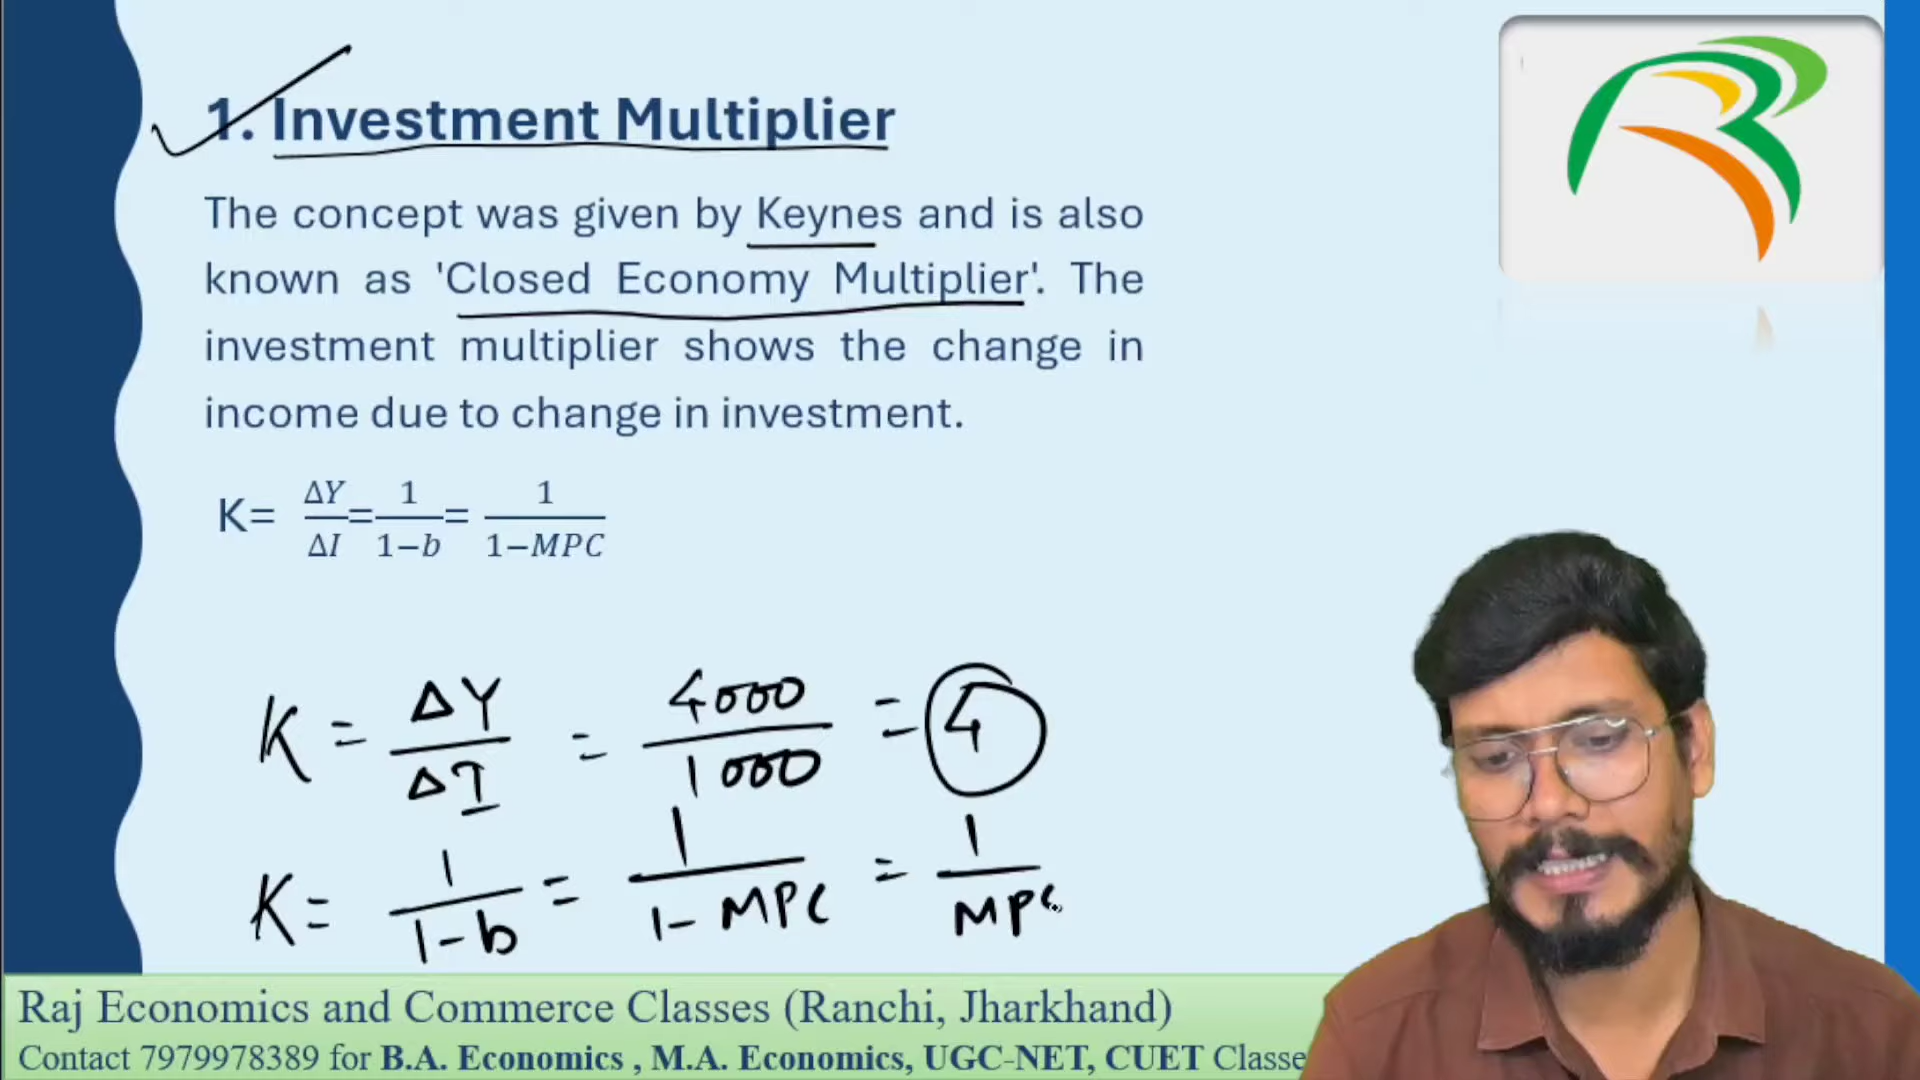 1. Investment Multiplier
The concept was given by Keynes and is also
known as 'Closed Economy Multiplier'. The
investment multiplier shows the change in
income due to change in investment.
K= ΔY/ΔI = 1/1−b = 1/1−MPC
K = ΔY/ΔI = 4000/1000 = 4
K = 1/1-b = 1/1-MPC = 1/MP
Raj Economics and Commerce Classes (Ranchi, Jharkhand)
Contact 7979978389 for B.A. Economics , M.A. Economics, UGC-NET, CUET Classe